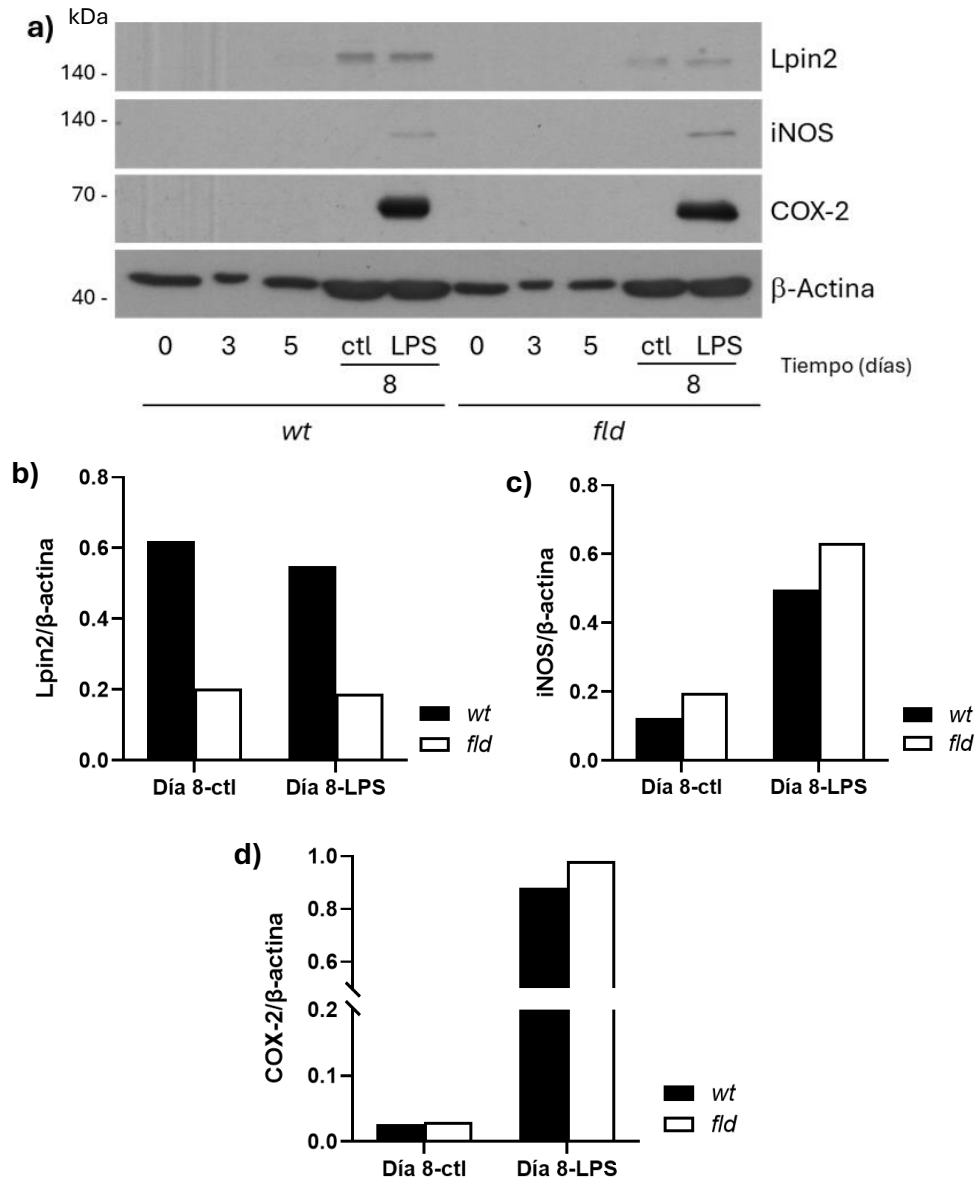 a)
kDa
140 -
Lpin2
140 -
iNOS
70 -
COX-2
40 -
β-Actina
0 3 5 ctl LPS 0 3 5 ctl LPS
8 8
Tiempo (días)
wt fld
b)
Lpin2/β-actina
0.8
0.6
0.4
0.2
0.0
Día 8-ctl Día 8-LPS
wt
fld
c)
iNOS/β-actina
0.8
0.6
0.4
0.2
0.0
Día 8-ctl Día 8-LPS
wt
fld
d)
COX-2/β-actina
1.0
0.8
0.6
0.2
0.1
0.0
Día 8-ctl Día 8-LPS
wt
fld